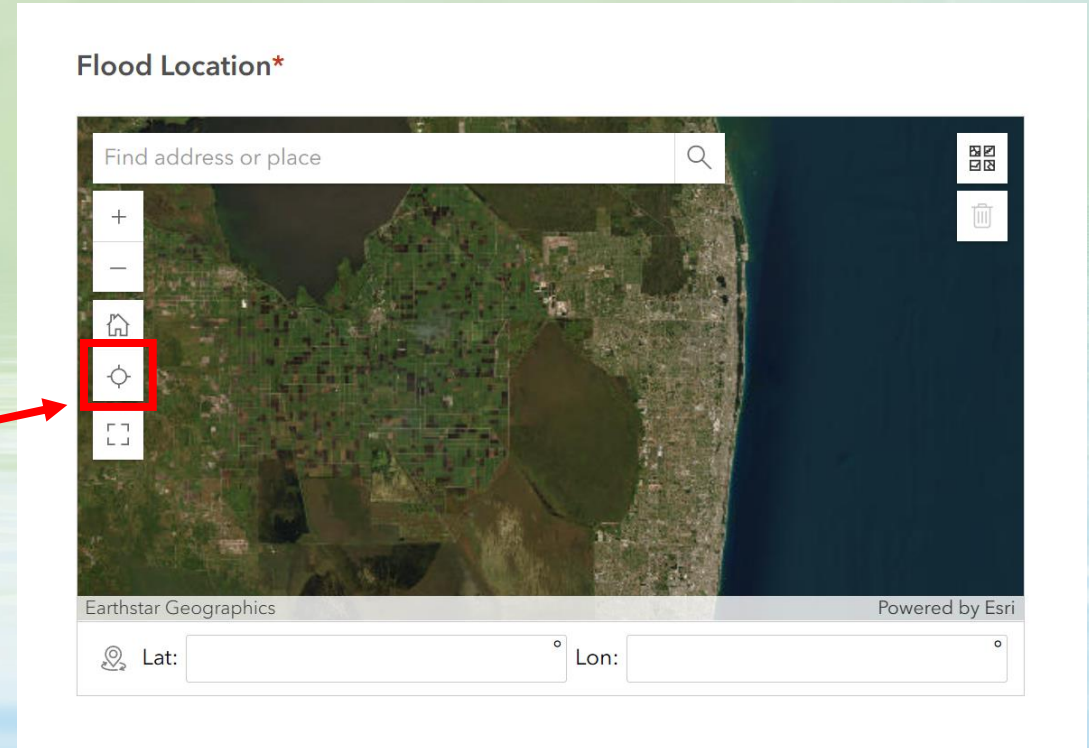 Flood Location*
Find address or place
Earthstar Geographics
Powered by Esri
Lat:
°
Lon:
°